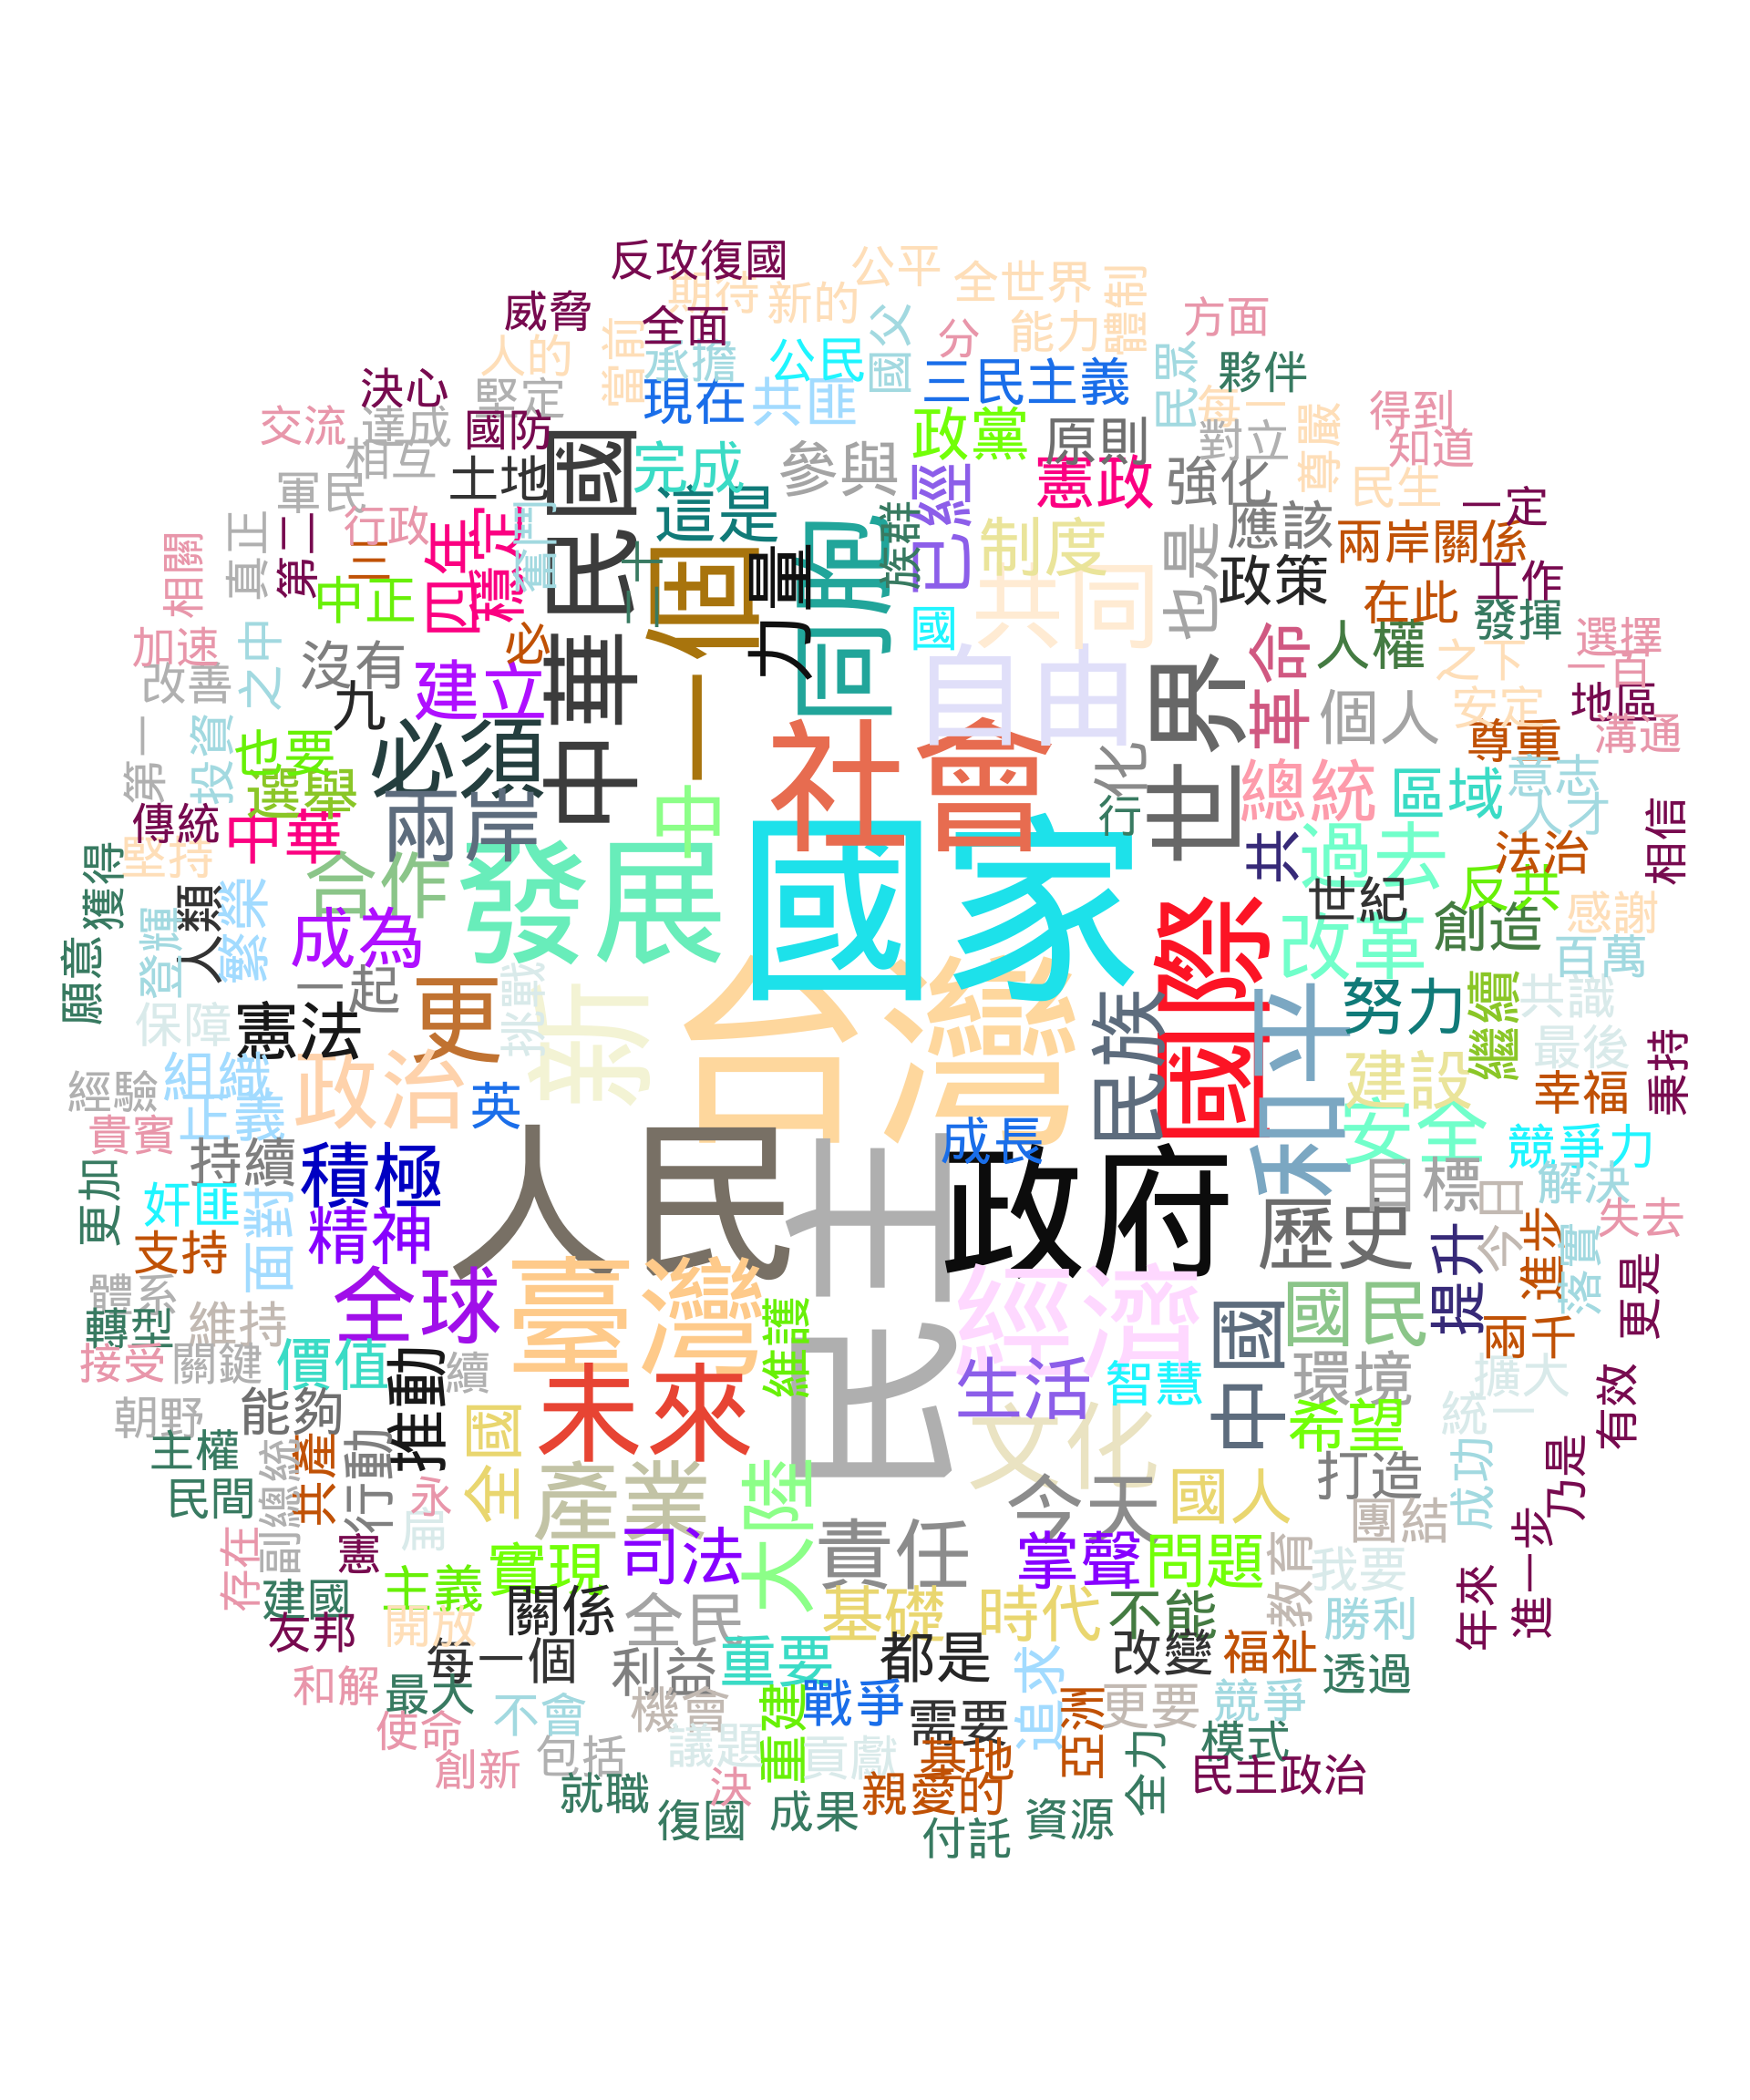 反攻復國
公平
全世界
體制
期待
新的
威脅
全面
國父
分
能力
方面
人的
當前
承擔
公民
三民主義
民眾
夥伴
決心
堅定
現在
共匪
每一
得到
交流
達成
國防
政黨
原則
對立
尊嚴
知道
相互
土地
中華民國
完成
參與
已經
憲政
強化
民生
一定
軍民
行政
四年
穩定
奮鬥
這是
同胞
族群
制度
也是
應該
兩岸關係
相關
真正
第二
三
中正
十
一個
力量
國
共同
政策
在此
工作
發揮
加速
之中
沒有
必
自由
世界
革命
人權
之下
選擇
一百
改善
九
建立
個人
安定
地區
第一
投資
也要
必須
社會
化
尊重
溝通
選舉
兩岸
中
行
總統
區域
意志
人才
傳統
中華
相信
堅持
合作
發展
國家
共
過去
法治
獲得
人類
繁榮
成為
國際
世紀
反共
感謝
願意
登輝
一起
改革
創造
百萬
保障
憲法
更
挑戰
新
台灣
民族
和平
努力
繼續
共識
最後
秉持
經驗
組織
政治
英
建設
幸福
貴賓
正義
成長
安全
競爭力
更加
持續
積極
人民
民主
政府
目標
今日
解決
奸匪
面對
精神
歷史
失去
支持
提升
進步
落實
體系
全球
臺灣
維護
經濟
中國
國民
更是
轉型
維持
兩千
接受
關鍵
價值
推動
續
未來
生活
智慧
環境
擴大
有效
朝野
能夠
全國
文化
希望
統一
主權
副總統
共產
行動
產業
大陸
今天
打造
成功
乃是
民間
永
國人
團結
扁
存在
憲
司法
責任
掌聲
問題
教育
我要
進一步
年來
建國
主義
實現
友邦
開放
關係
全民
基礎
時代
不能
勝利
每一個
利益
重要
都是
改變
福祉
透過
和解
最大
不會
機會
重建
戰爭
需要
追求
亞洲
更要
競爭
使命
包括
議題
貢獻
基地
全力
模式
創新
就職
決
親愛的
民主政治
復國
成果
付託
資源